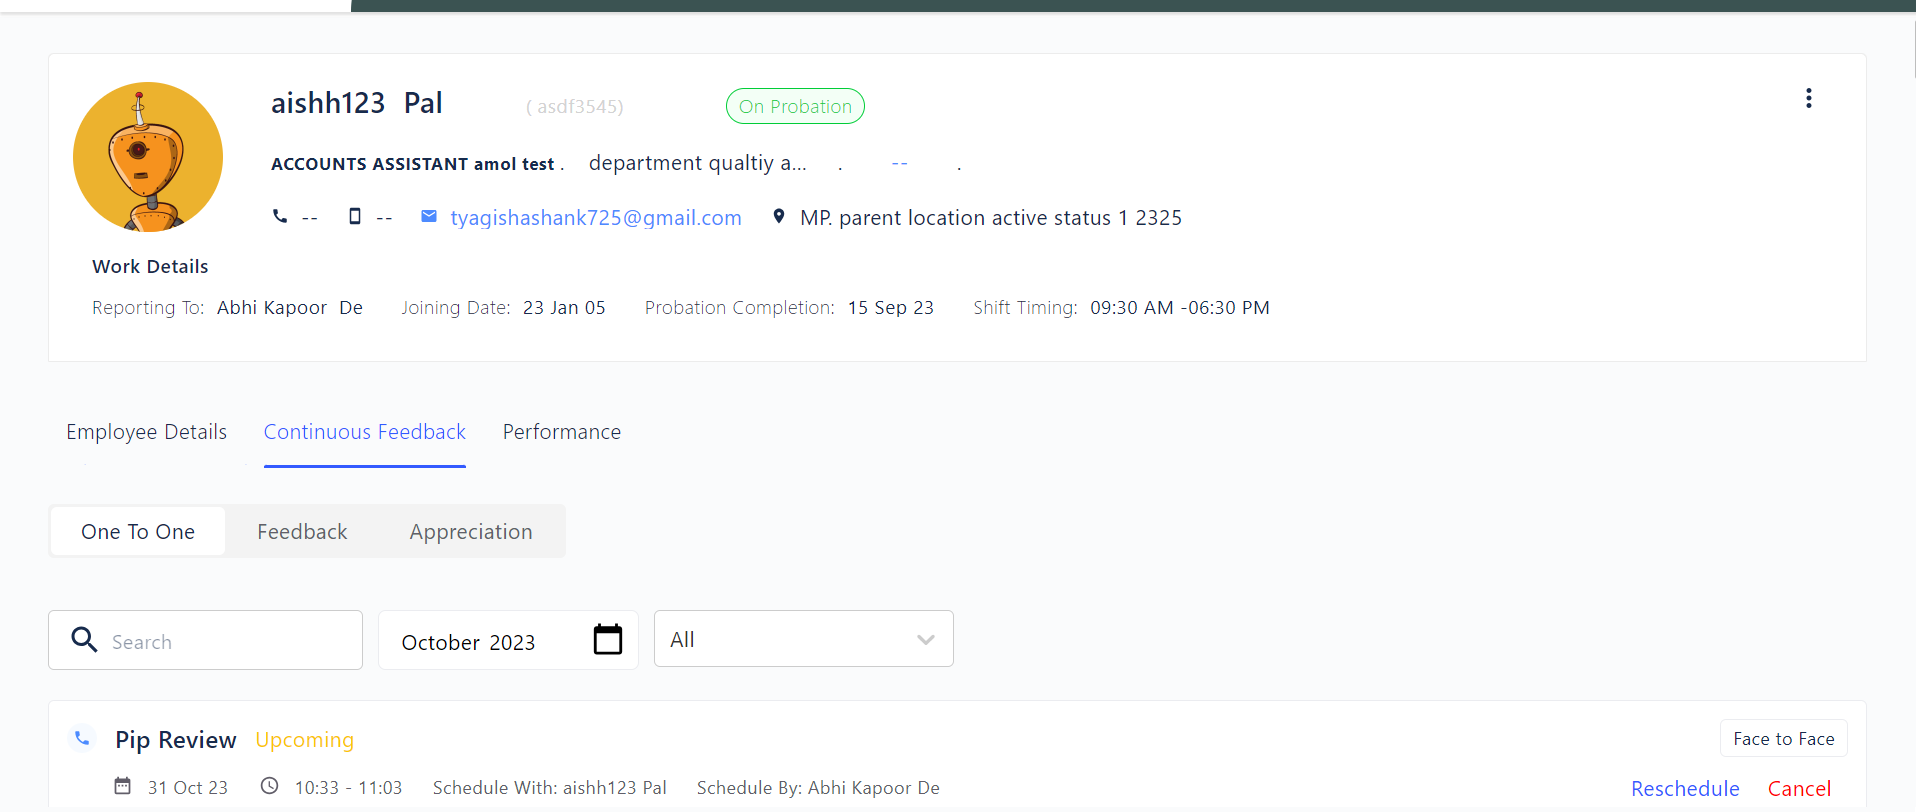 aishh123 Pal ( asdf3545) On Probation
ACCOUNTS ASSISTANT amol test . department qualtiy a... . -- .
-- -- tyagishashank725@gmail.com MP. parent location active status 1 2325
Work Details
Reporting To: Abhi Kapoor De Joining Date: 23 Jan 05 Probation Completion: 15 Sep 23 Shift Timing: 09:30 AM -06:30 PM
Employee Details Continuous Feedback Performance
One To One Feedback Appreciation
Search October 2023 All
Pip Review Upcoming Face to Face
31 Oct 23 10:33 - 11:03 Schedule With: aishh123 Pal Schedule By: Abhi Kapoor De Reschedule Cancel